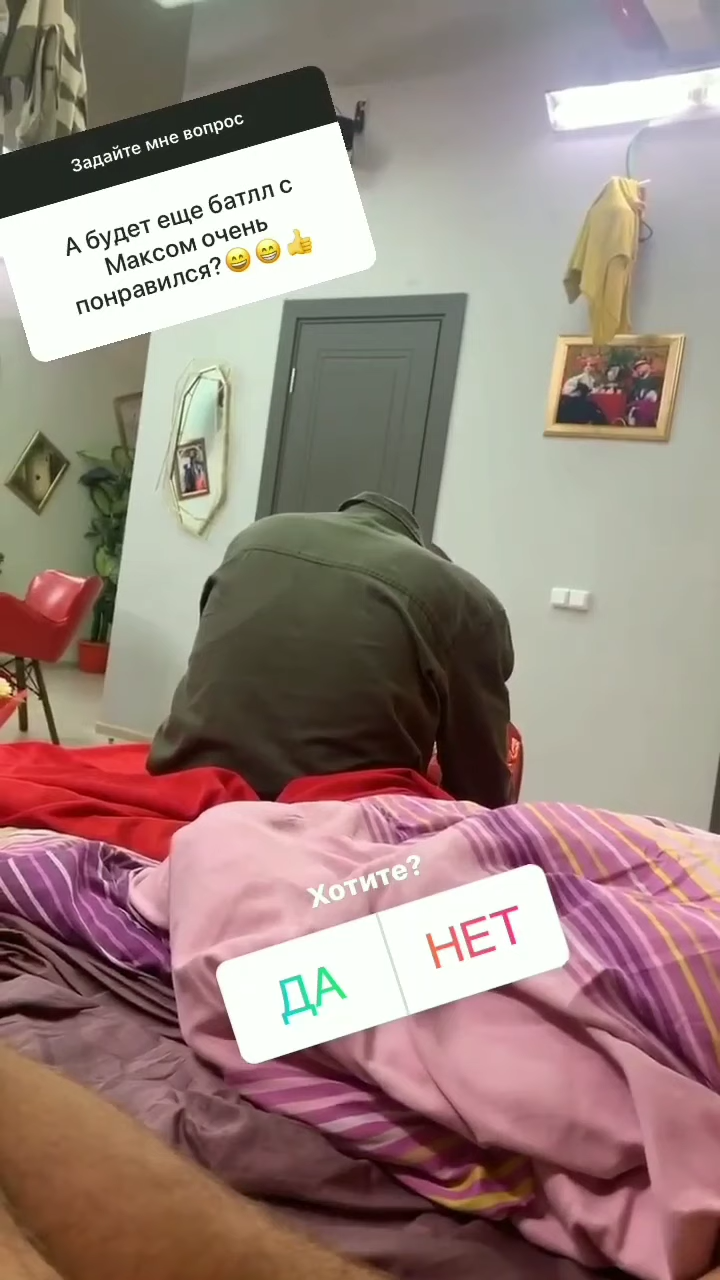 Задайте мне вопрос
А будет еще батлл с
Максом очень
понравился?😄😁👍
Хотите?
ДА
НЕТ